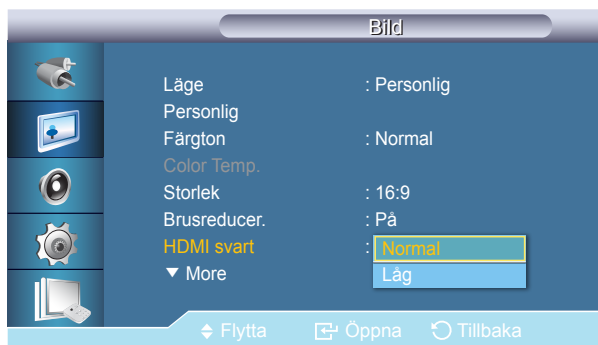 Bild
Läge : Personlig
Personlig
Färgton : Normal
Color Temp.
Storlek : 16:9
Brusreducer. : På
HDMI svart : Normal
Låg
▼ More
Flytta Öppna Tillbaka